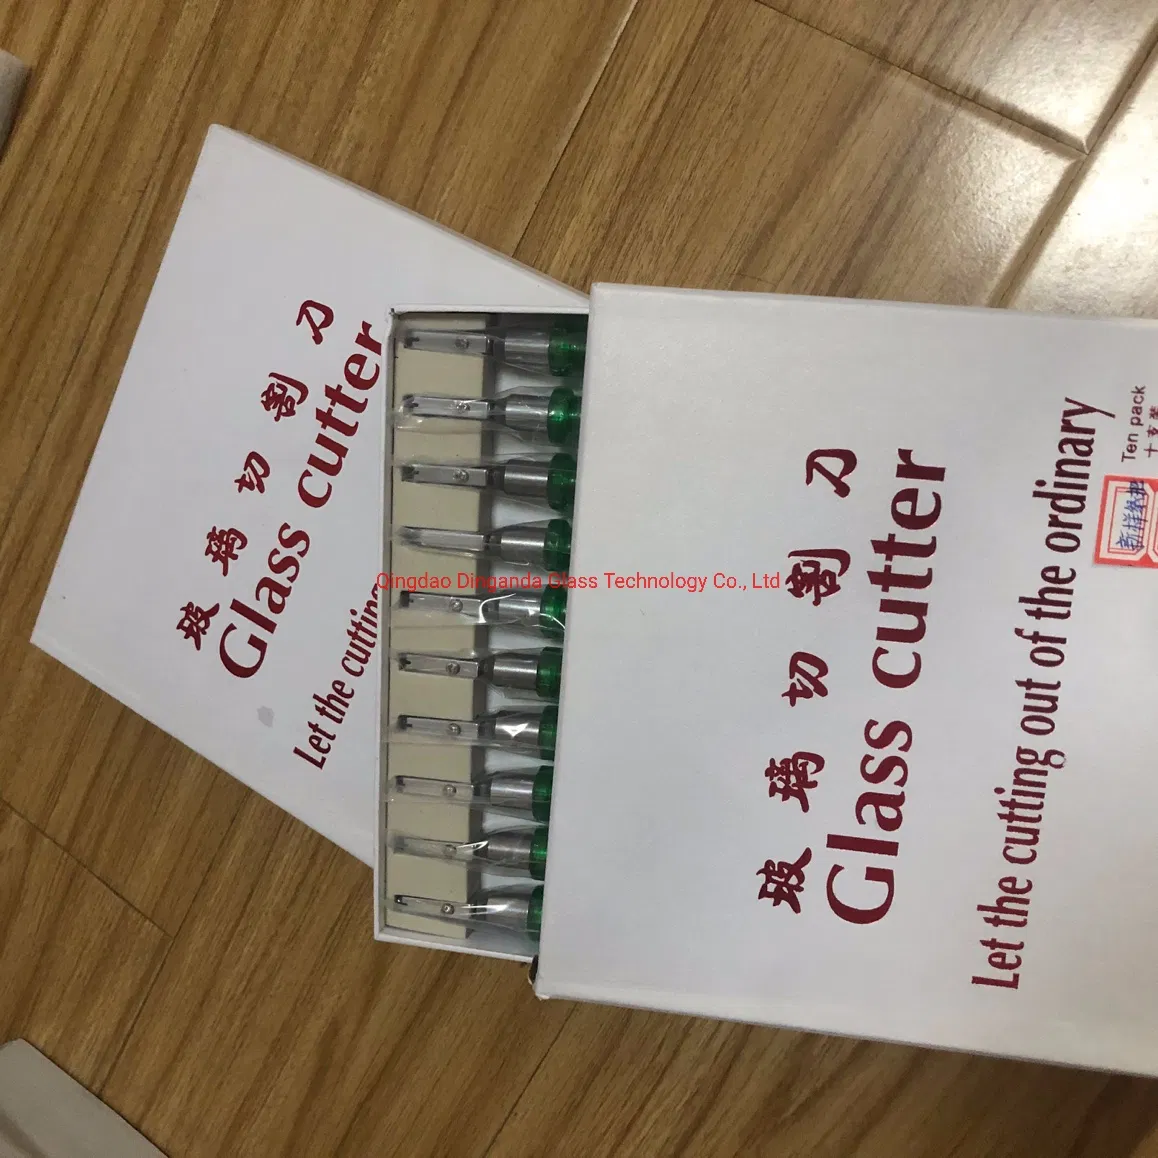 玻璃切割刀
Glass cutter
Let the cutting
Qingdao Dinganda Glass Technology Co., Ltd
玻璃切割刀
Glass cutter
Let the cutting out of the ordinary
Ten pack
十支装